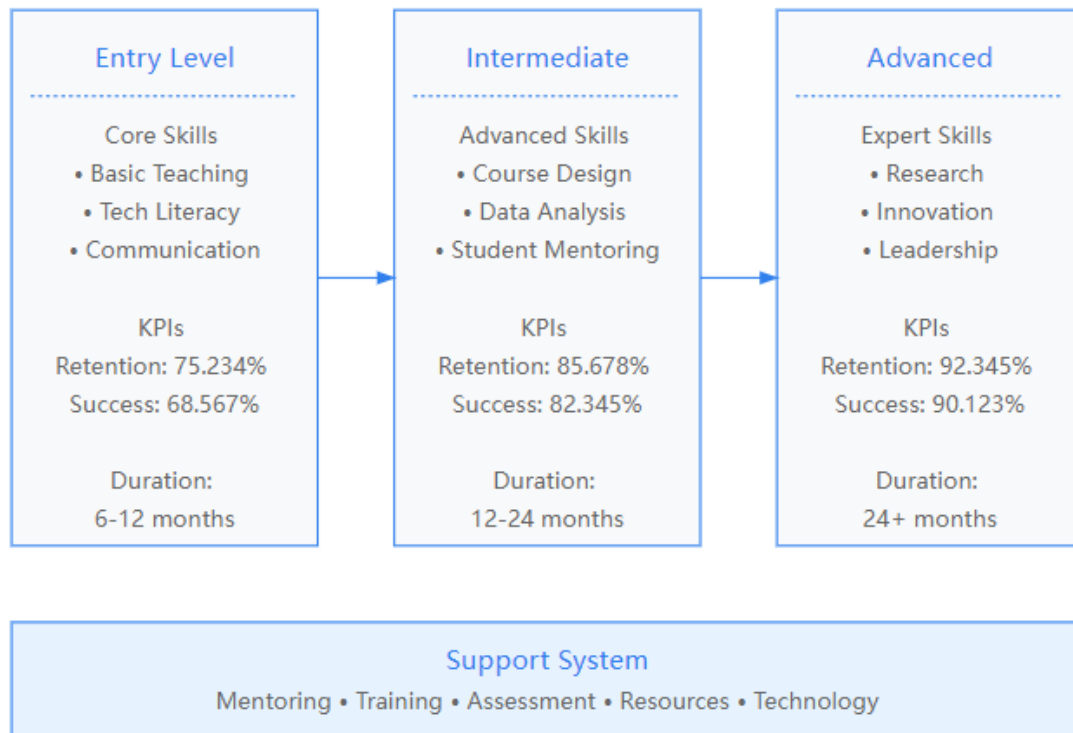 Entry Level
Core Skills
• Basic Teaching
• Tech Literacy
• Communication
KPIs
Retention: 75.234%
Success: 68.567%
Duration:
6-12 months
Intermediate
Advanced Skills
• Course Design
• Data Analysis
• Student Mentoring
KPIs
Retention: 85.678%
Success: 82.345%
Duration:
12-24 months
Advanced
Expert Skills
• Research
• Innovation
• Leadership
KPIs
Retention: 92.345%
Success: 90.123%
Duration:
24+ months
Support System
Mentoring • Training • Assessment • Resources • Technology